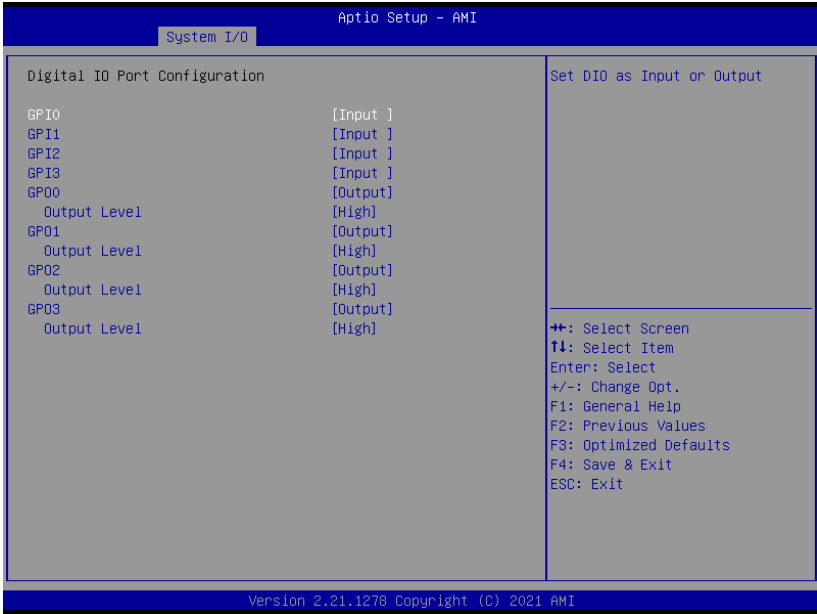 Aptio Setup – AMI
System I/O
Digital IO Port Configuration
GPI0 [Input ]
GPI1 [Input ]
GPI2 [Input ]
GPI3 [Input ]
GPO0 [Output]
Output Level [High]
GPO1 [Output]
Output Level [High]
GPO2 [Output]
Output Level [High]
GPO3 [Output]
Output Level [High]
Set DIO as Input or Output
→←: Select Screen
↑↓: Select Item
Enter: Select
+/-: Change Opt.
F1: General Help
F2: Previous Values
F3: Optimized Defaults
F4: Save & Exit
ESC: Exit
Version 2.21.1278 Copyright (C) 2021 AMI